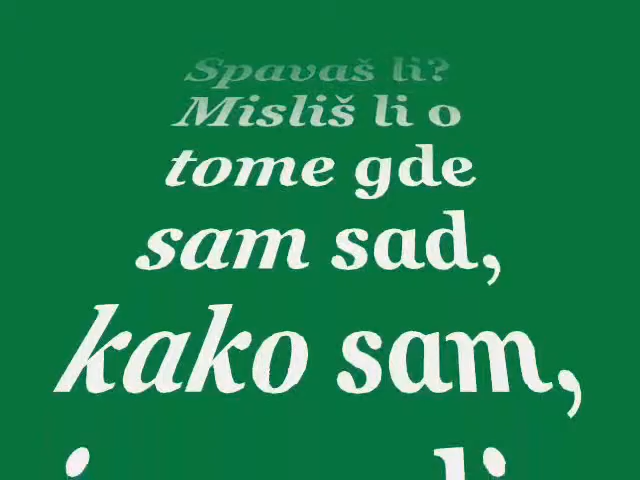 Spavaš li?
Misliš li o
tome gde
sam sad,
kako sam,